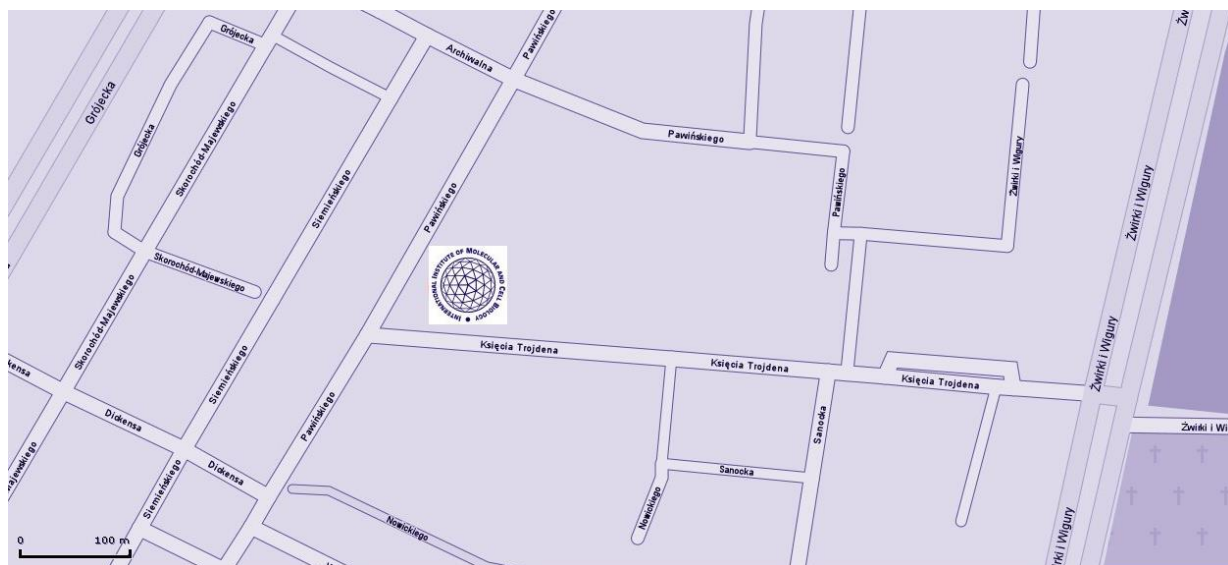 Grójecka
Pawińskiego
Archiwalna
Żwirki i Wigury
Grójecka
Grójecka
Skorochód-Majewskiego
Pawińskiego
Siemieńskiego
Pawińskiego
Pawińskiego
Żwirki i Wigury
Żwirki i Wigury
Skorochód-Majewskiego
INTERNATIONAL INSTITUTE OF MOLECULAR AND CELL BIOLOGY
Skorochód-Majewskiego
Siemieńskiego
Księcia Trojdena
Księcia Trojdena
Księcia Trojdena
Żwirki i Wigury
Dickensa
Pawińskiego
Sanocka
Żwirki i Wi
Dickensa
Sanocka
Siemieńskiego
Nowickiego
Nowickiego
Żwirki i Wigury
0 100 m